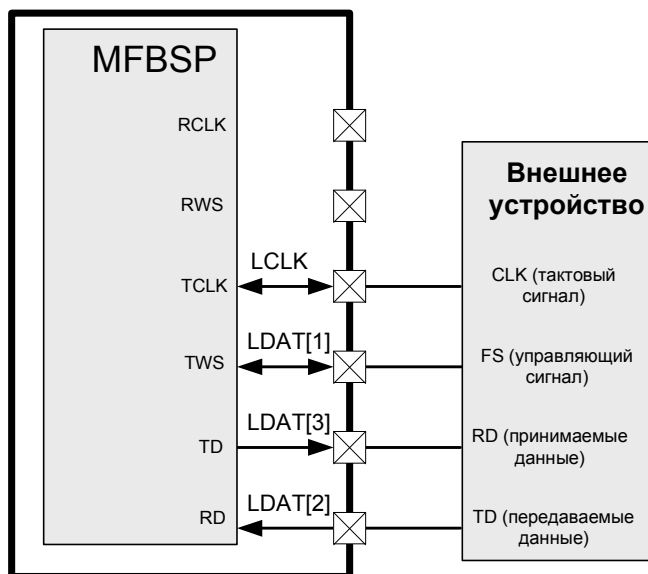 MFBSP
RCLK
RWS
LCLK
TCLK
LDAT[1]
TWS
LDAT[3]
TD
LDAT[2]
RD
Внешнее
устройство
CLK (тактовый
сигнал)
FS (управляющий
сигнал)
RD (принимаемые
данные)
TD (передаваемые
данные)